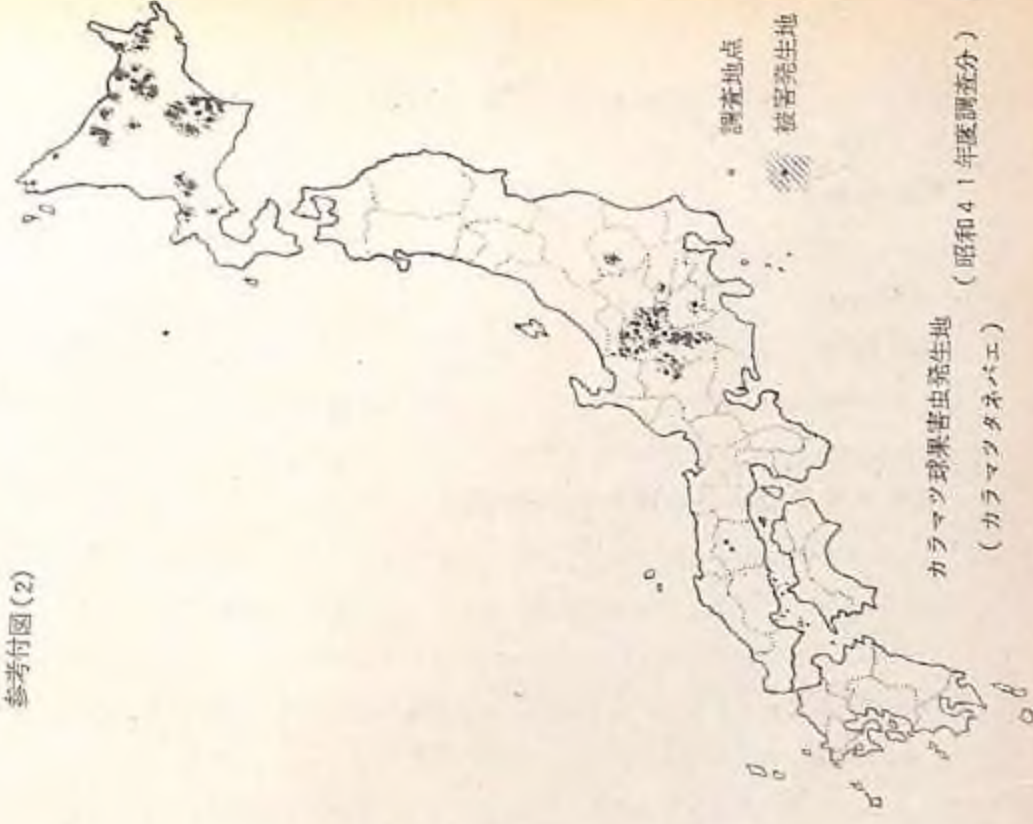 参考付図(2)
調査地点
被害発生地
カラマツ球果害虫発生地
(昭和41年度調査分)
(カラマツタネバエ)